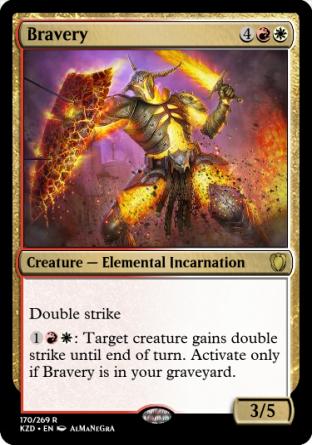 Bravery 4
Creature — Elemental Incarnation
Double strike
1: Target creature gains double
strike until end of turn. Activate only
if Bravery is in your graveyard.
170/269 R
KZD • EN AlMaNeGrA
3/5